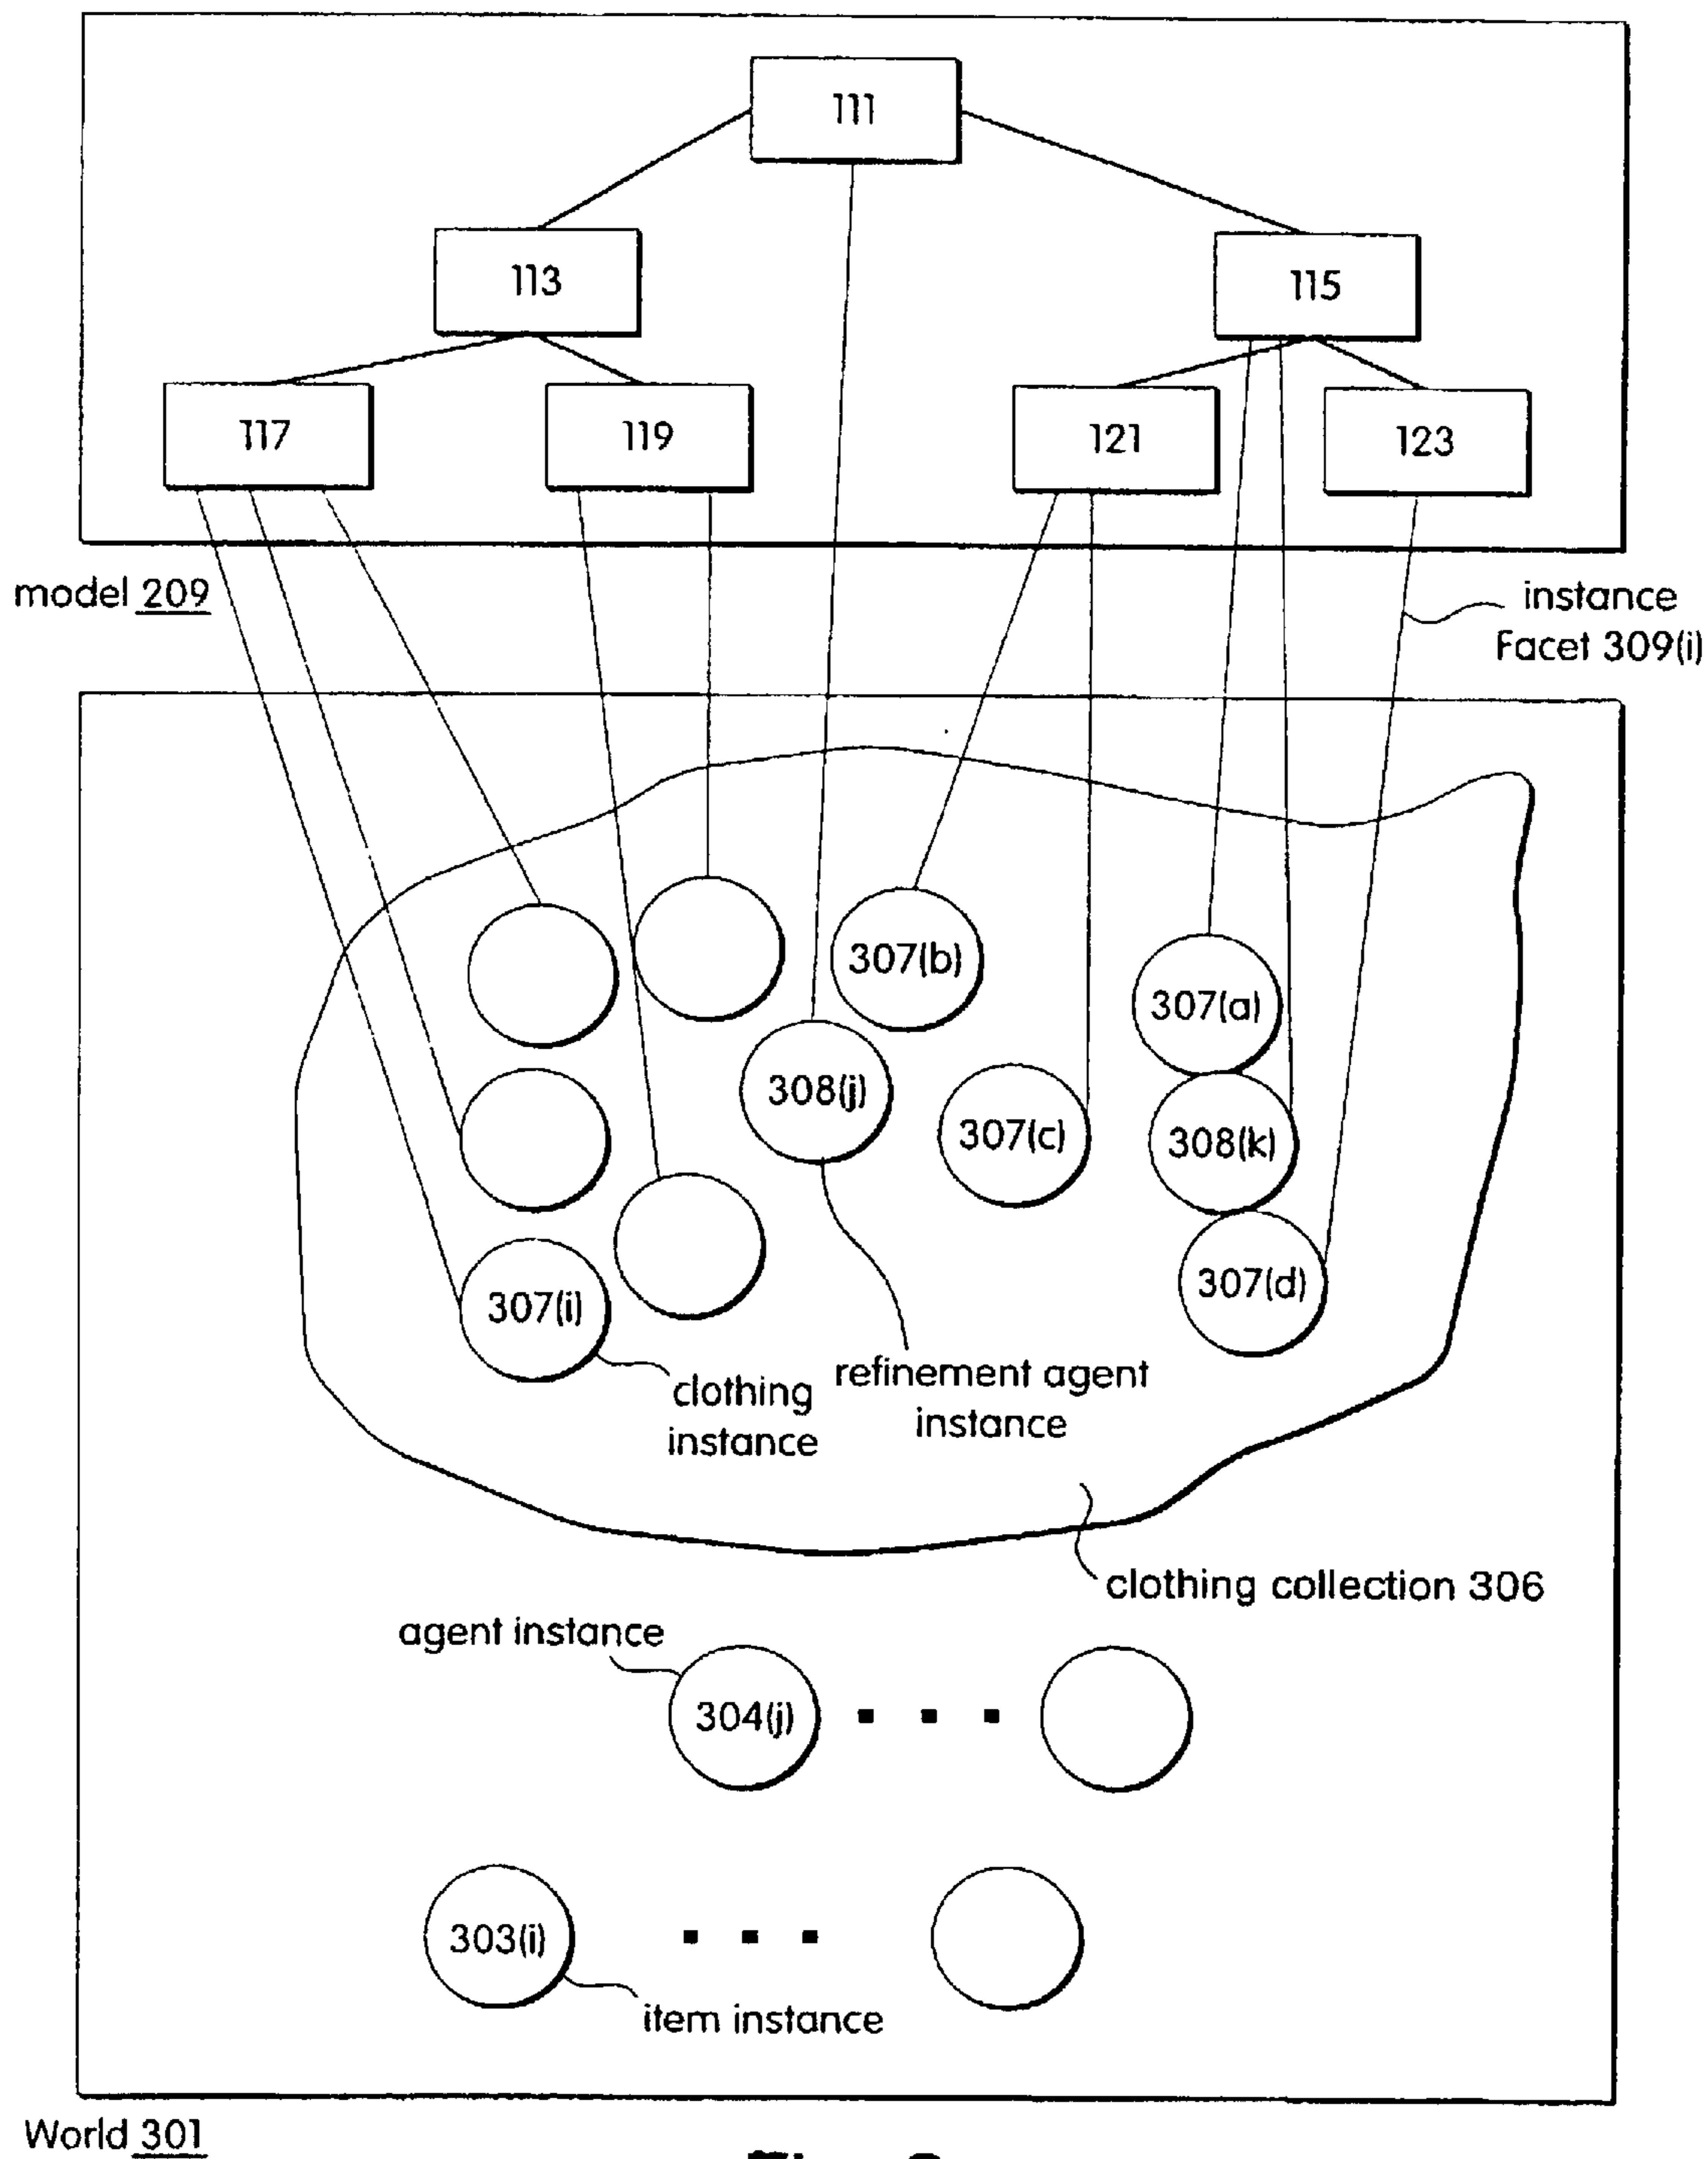 111
113
115
117
119
121
123
model 209
instance
Facet 309(i)
307(b)
307(a)
308(j)
307(c)
308(k)
307(d)
307(i)
refinement agent
instance
clothing
instance
clothing collection 306
agent instance
304(j)
303(i)
item instance
World 301